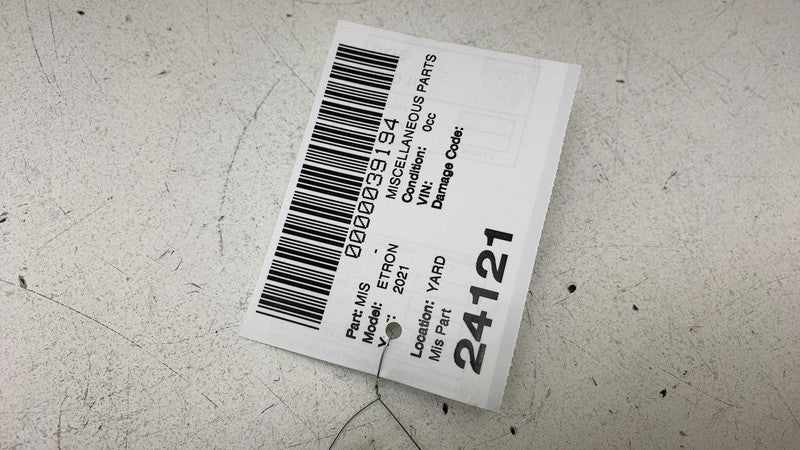 0000039194
Part: MIS - MISCELLANEOUS PARTS
Model: ETRON Condition: 0cc
2021 VIN:
Damage Code:
Location: YARD
Mis Part
24121